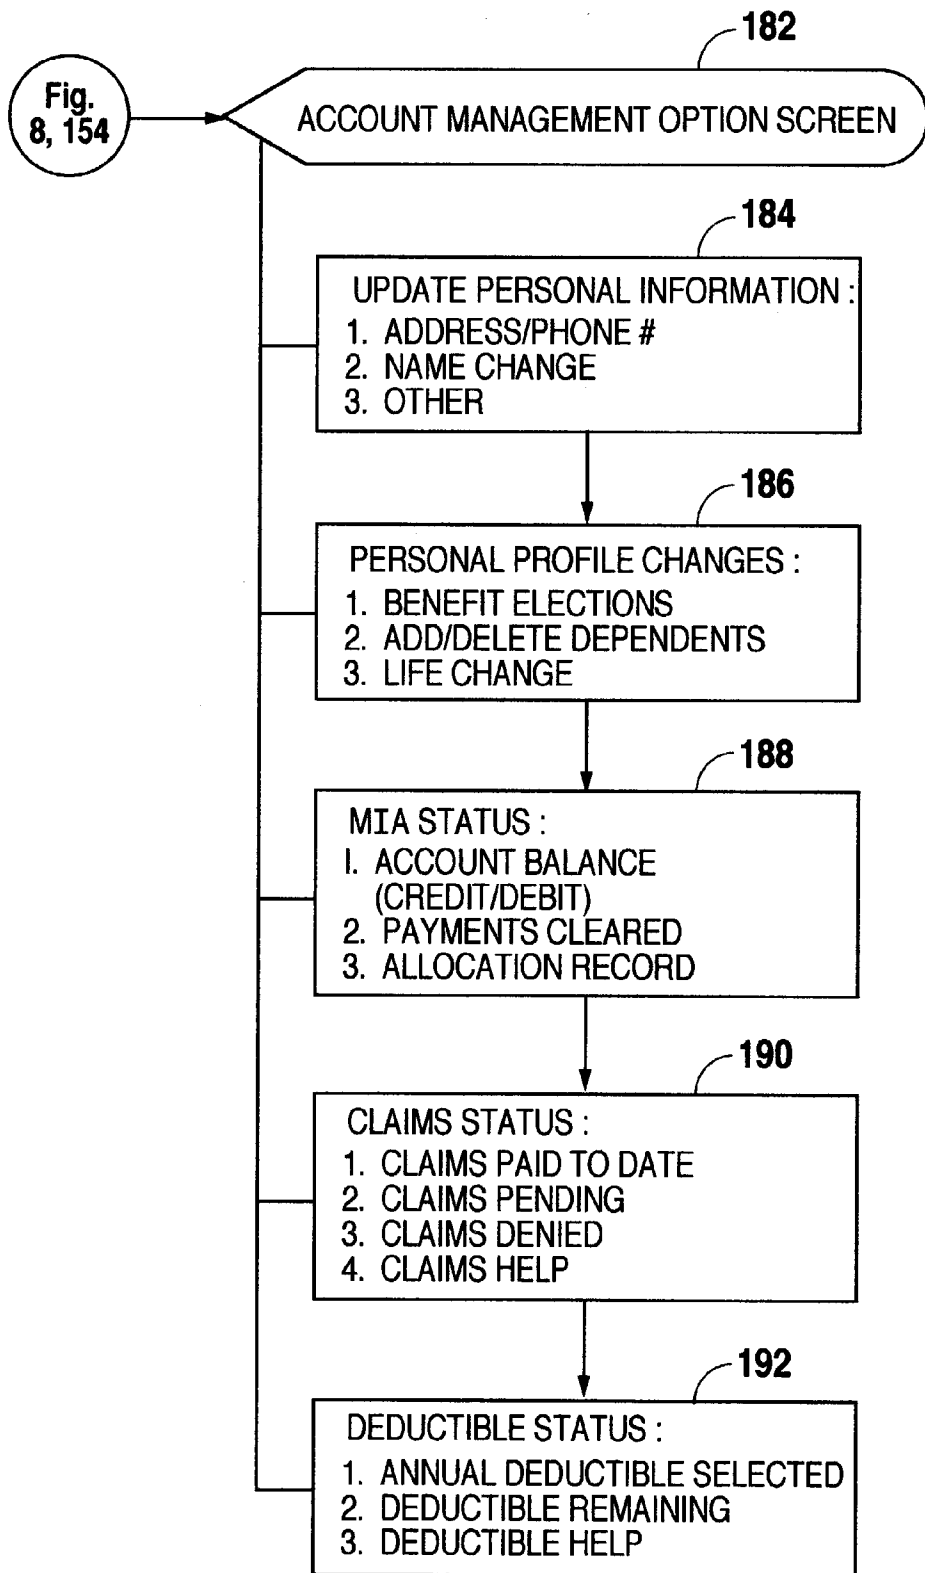 182
Fig.
8, 154
ACCOUNT MANAGEMENT OPTION SCREEN
184
UPDATE PERSONAL INFORMATION :
1. ADDRESS/PHONE #
2. NAME CHANGE
3. OTHER
186
PERSONAL PROFILE CHANGES :
1. BENEFIT ELECTIONS
2. ADD/DELETE DEPENDENTS
3. LIFE CHANGE
188
MIA STATUS :
I. ACCOUNT BALANCE
(CREDIT/DEBIT)
2. PAYMENTS CLEARED
3. ALLOCATION RECORD
190
CLAIMS STATUS :
1. CLAIMS PAID TO DATE
2. CLAIMS PENDING
3. CLAIMS DENIED
4. CLAIMS HELP
192
DEDUCTIBLE STATUS :
1. ANNUAL DEDUCTIBLE SELECTED
2. DEDUCTIBLE REMAINING
3. DEDUCTIBLE HELP